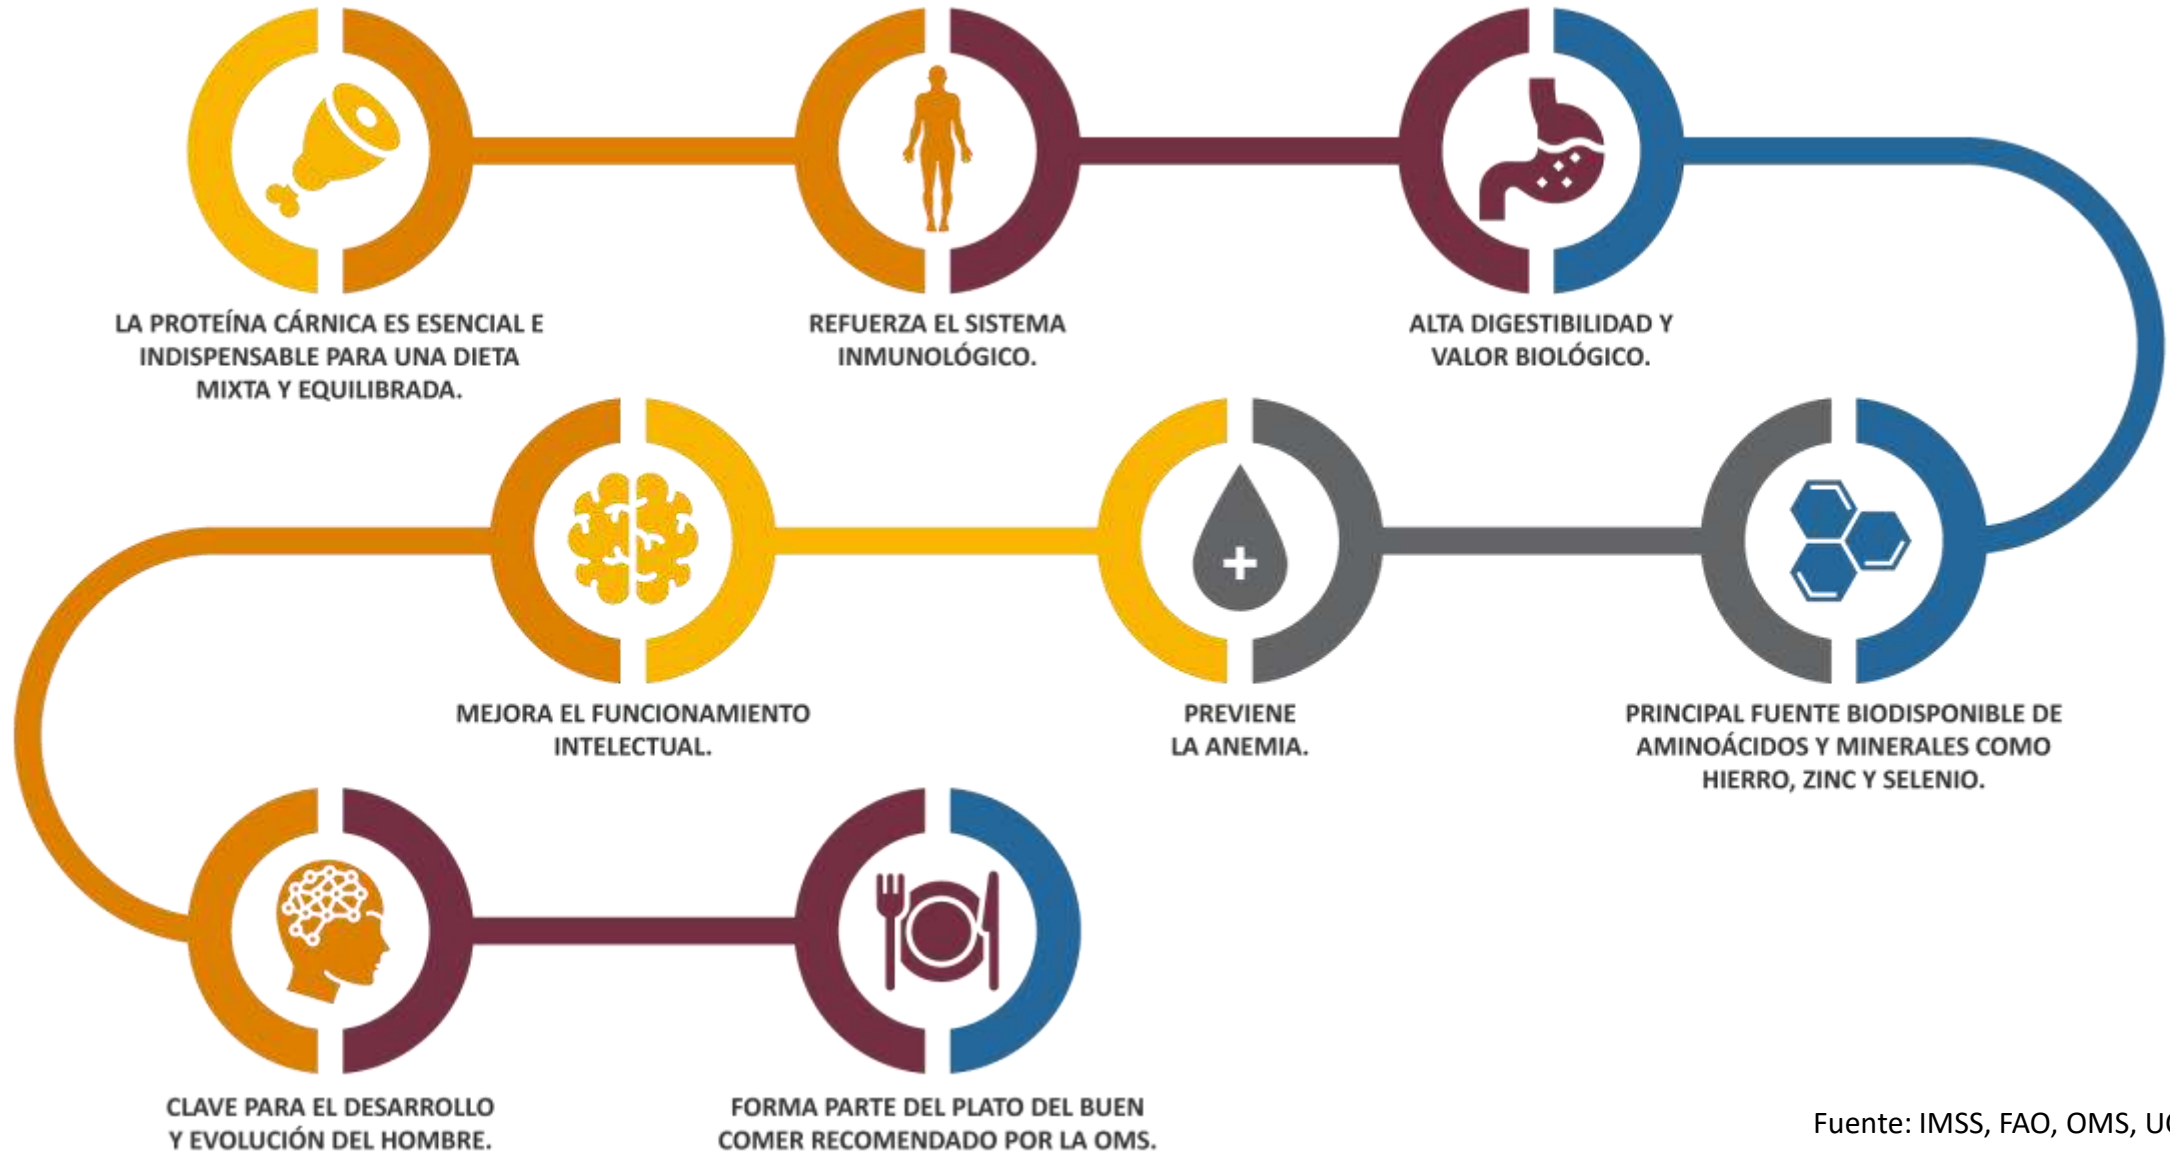 LA PROTEÍNA CÁRNICA ES ESENCIAL E
INDISPENSABLE PARA UNA DIETA
MIXTA Y EQUILIBRADA.
REFUERZA EL SISTEMA
INMUNOLÓGICO.
ALTA DIGESTIBILIDAD Y
VALOR BIOLÓGICO.
MEJORA EL FUNCIONAMIENTO
INTELECTUAL.
PREVIENE
LA ANEMIA.
PRINCIPAL FUENTE BIODISPONIBLE DE
AMINOÁCIDOS Y MINERALES COMO
HIERRO, ZINC Y SELENIO.
CLAVE PARA EL DESARROLLO
Y EVOLUCIÓN DEL HOMBRE.
FORMA PARTE DEL PLATO DEL BUEN
COMER RECOMENDADO POR LA OMS.
Fuente: IMSS, FAO, OMS,